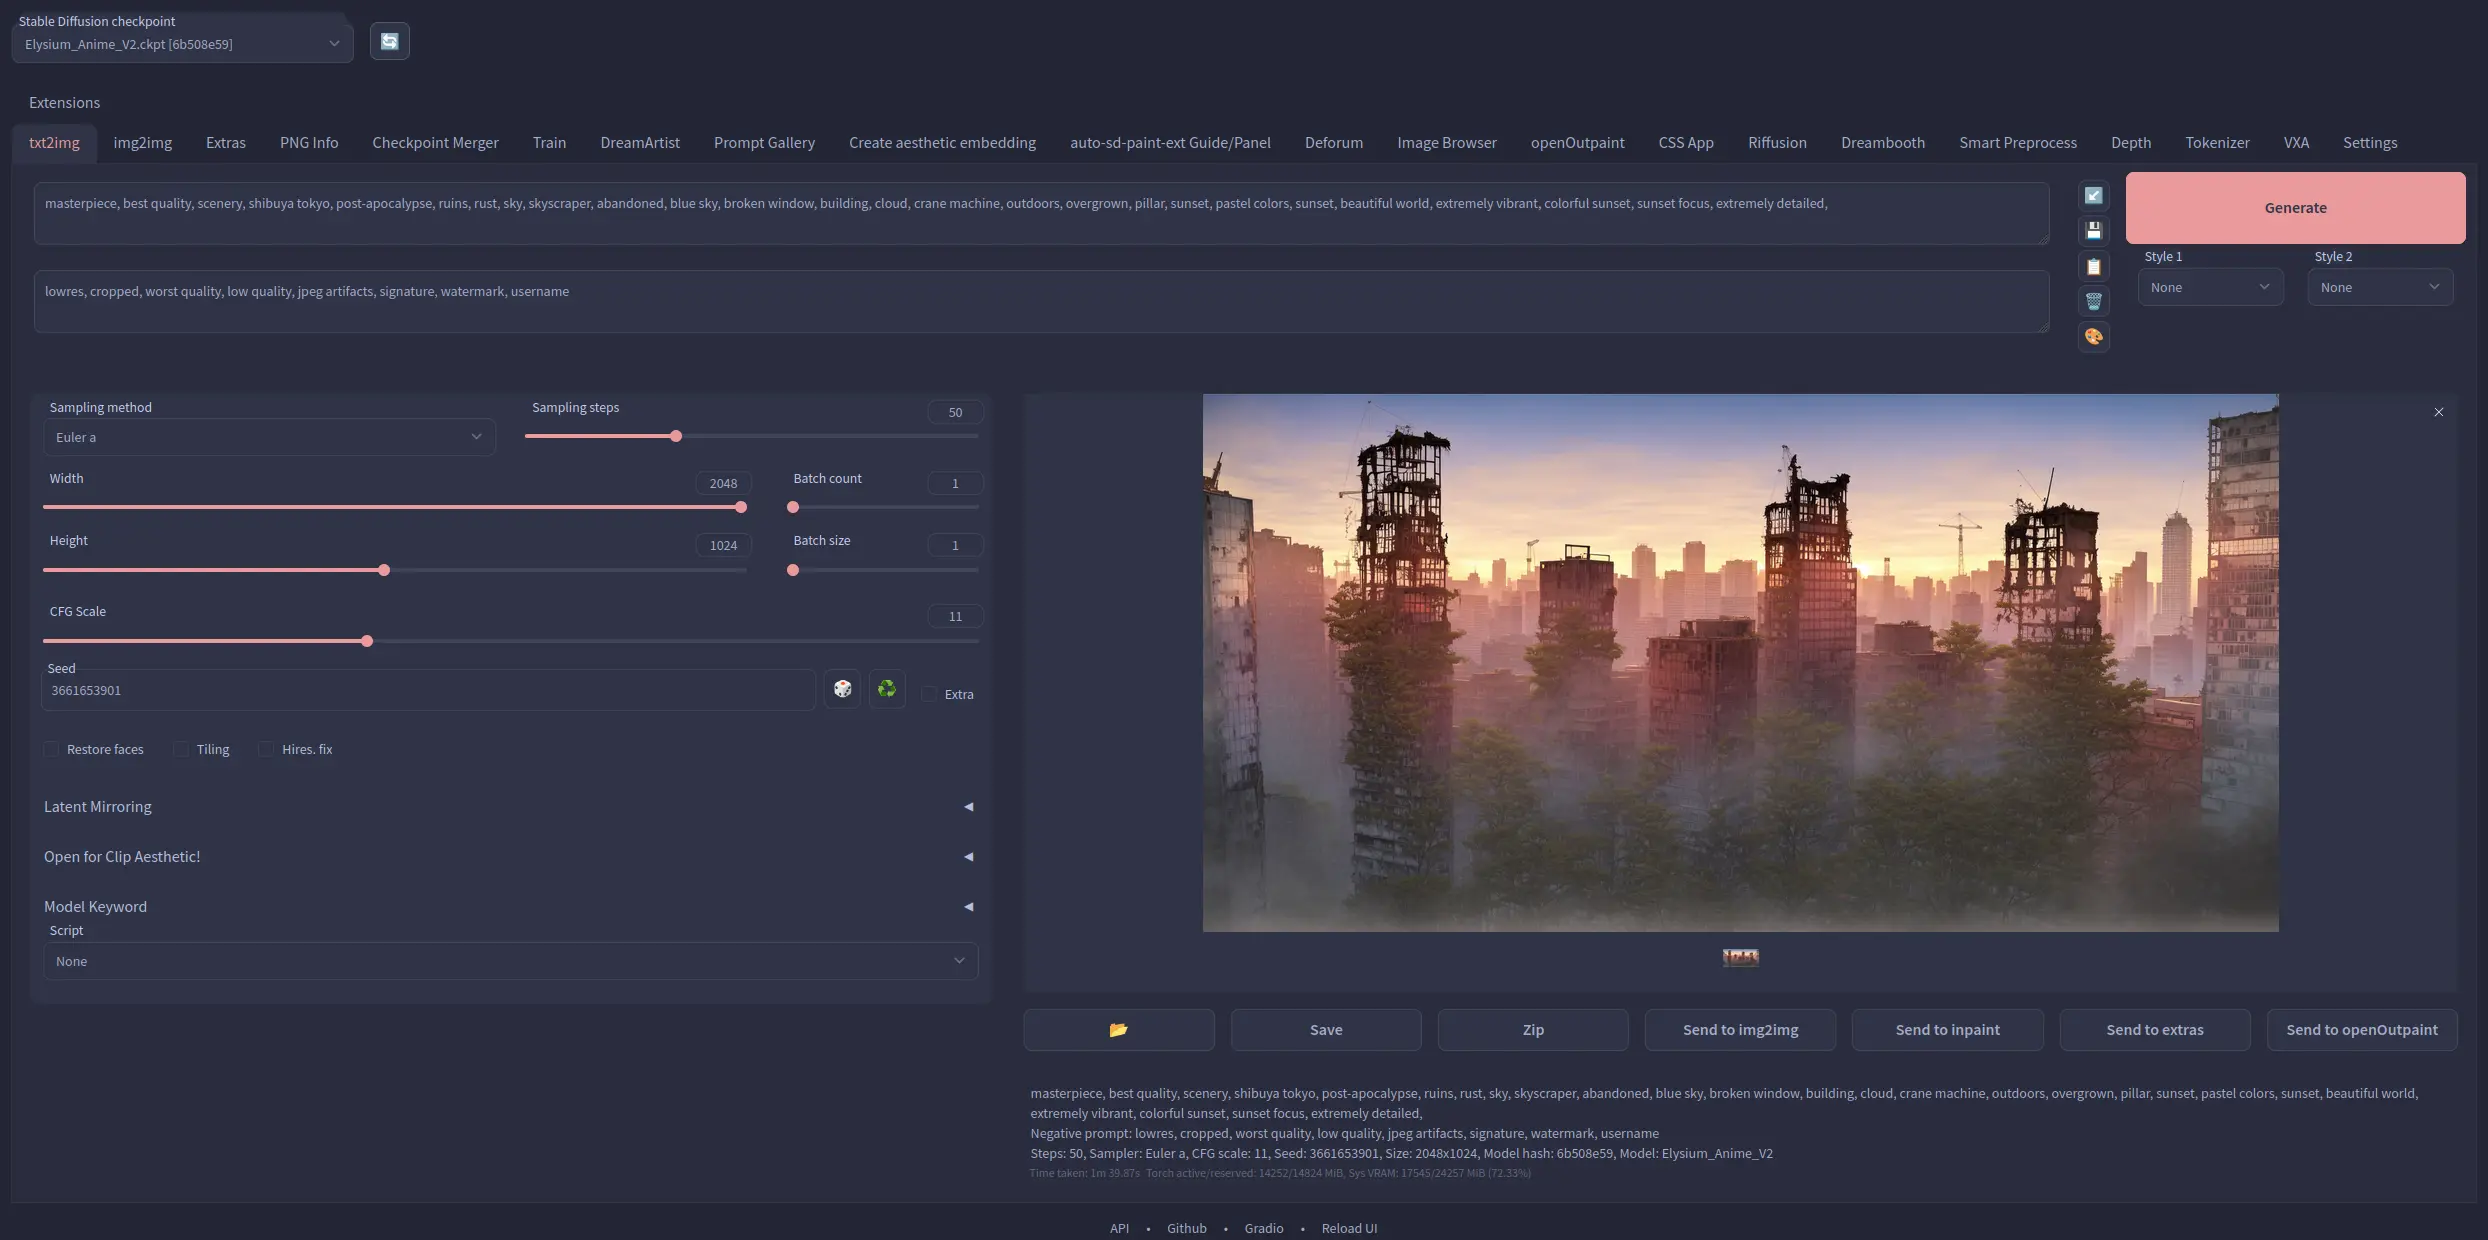 Stable Diffusion checkpoint
Elysium_Anime_V2.ckpt [6b508e59]
Extensions
txt2img img2img Extras PNG Info Checkpoint Merger Train DreamArtist Prompt Gallery Create aesthetic embedding auto-sd-paint-ext Guide/Panel Deforum Image Browser openOutpaint CSS App Riffusion Dreambooth Smart Preprocess Depth Tokenizer VXA Settings
masterpiece, best quality, scenery, shibuya tokyo, post-apocalypse, ruins, rust, sky, skyscraper, abandoned, blue sky, broken window, building, cloud, crane machine, outdoors, overgrown, pillar, sunset, pastel colors, sunset, beautiful world, extremely vibrant, colorful sunset, sunset focus, extremely detailed,
Generate
Style 1 Style 2
None None
lowres, cropped, worst quality, low quality, jpeg artifacts, signature, watermark, username
Sampling method Sampling steps 50
Euler a
Width 2048 Batch count 1
Height 1024 Batch size 1
CFG Scale 11
Seed
3661653901
Extra
Restore faces Tiling Hires. fix
Latent Mirroring
Open for Clip Aesthetic!
Model Keyword
Script
None
Save Zip Send to img2img Send to inpaint Send to extras Send to openOutpaint
masterpiece, best quality, scenery, shibuya tokyo, post-apocalypse, ruins, rust, sky, skyscraper, abandoned, blue sky, broken window, building, cloud, crane machine, outdoors, overgrown, pillar, sunset, pastel colors, sunset, beautiful world,
extremely vibrant, colorful sunset, sunset focus, extremely detailed,
Negative prompt: lowres, cropped, worst quality, low quality, jpeg artifacts, signature, watermark, username
Steps: 50, Sampler: Euler a, CFG scale: 11, Seed: 3661653901, Size: 2048x1024, Model hash: 6b508e59, Model: Elysium_Anime_V2
Time taken: 1m 39.87s Torch active/reserved: 14252/14824 MiB, Sys VRAM: 17545/24257 MiB (72.33%)
API • Github • Gradio • Reload UI